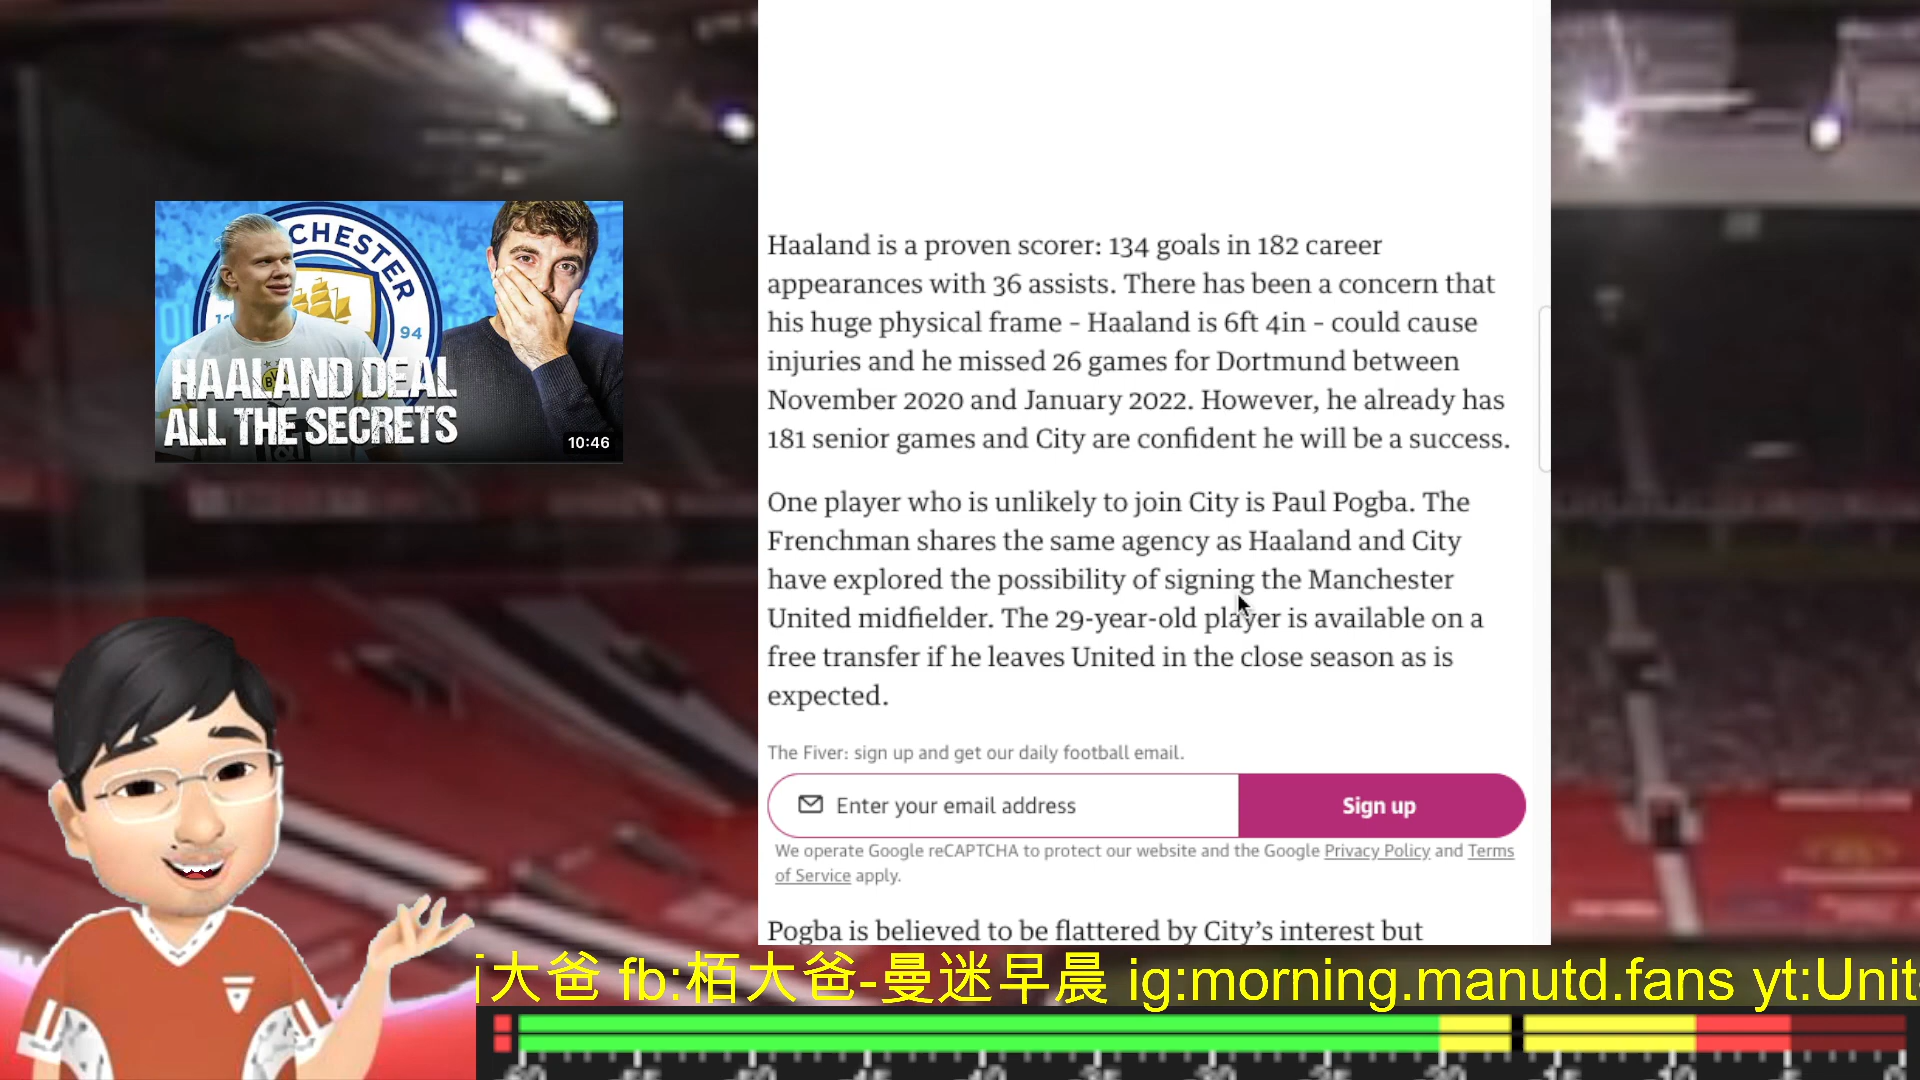 CHESTER
94
HAALAND DEAL
ALL THE SECRETS
10:46
Haaland is a proven scorer: 134 goals in 182 career
appearances with 36 assists. There has been a concern that
his huge physical frame - Haaland is 6ft 4in - could cause
injuries and he missed 26 games for Dortmund between
November 2020 and January 2022. However, he already has
181 senior games and City are confident he will be a success.
One player who is unlikely to join City is Paul Pogba. The
Frenchman shares the same agency as Haaland and City
have explored the possibility of signing the Manchester
United midfielder. The 29-year-old player is available on a
free transfer if he leaves United in the close season as is
expected.
The Fiver: sign up and get our daily football email.
Enter your email address
Sign up
We operate Google reCAPTCHA to protect our website and the Google Privacy Policy and Terms
of Service apply.
Pogba is believed to be flattered by City's interest but
大爸 fb:栢大爸-曼迷早晨 ig:morning.manutd.fans yt:Unit